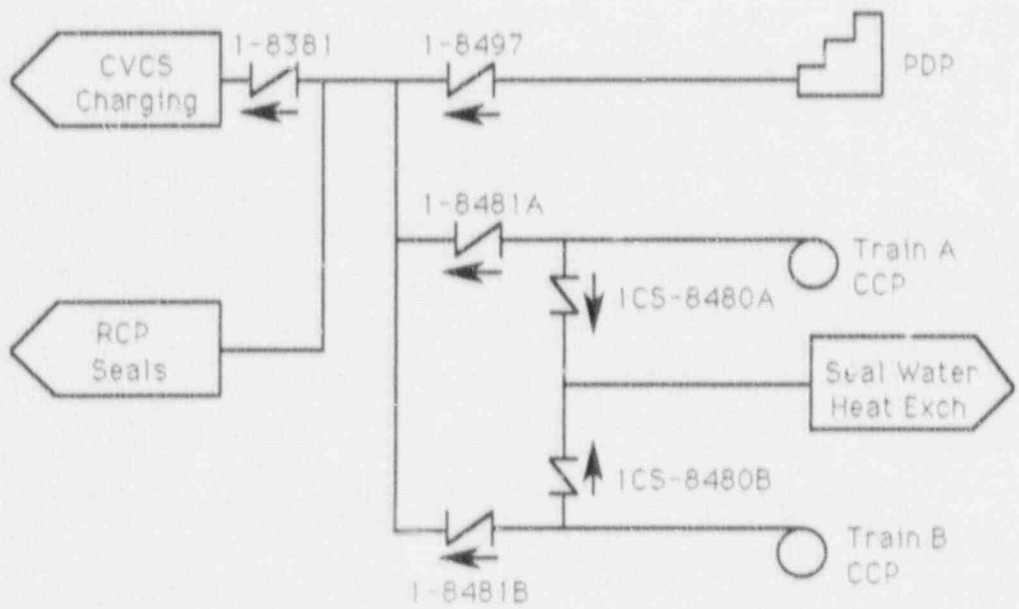 1-8381
1-8497
CVCS
Charging
PDP
1-8481A
Train A
CCP
1CS-8480A
RCP
Seals
Seal Water
Heat Exch
1CS-8480B
Train B
CCP
1-8481B